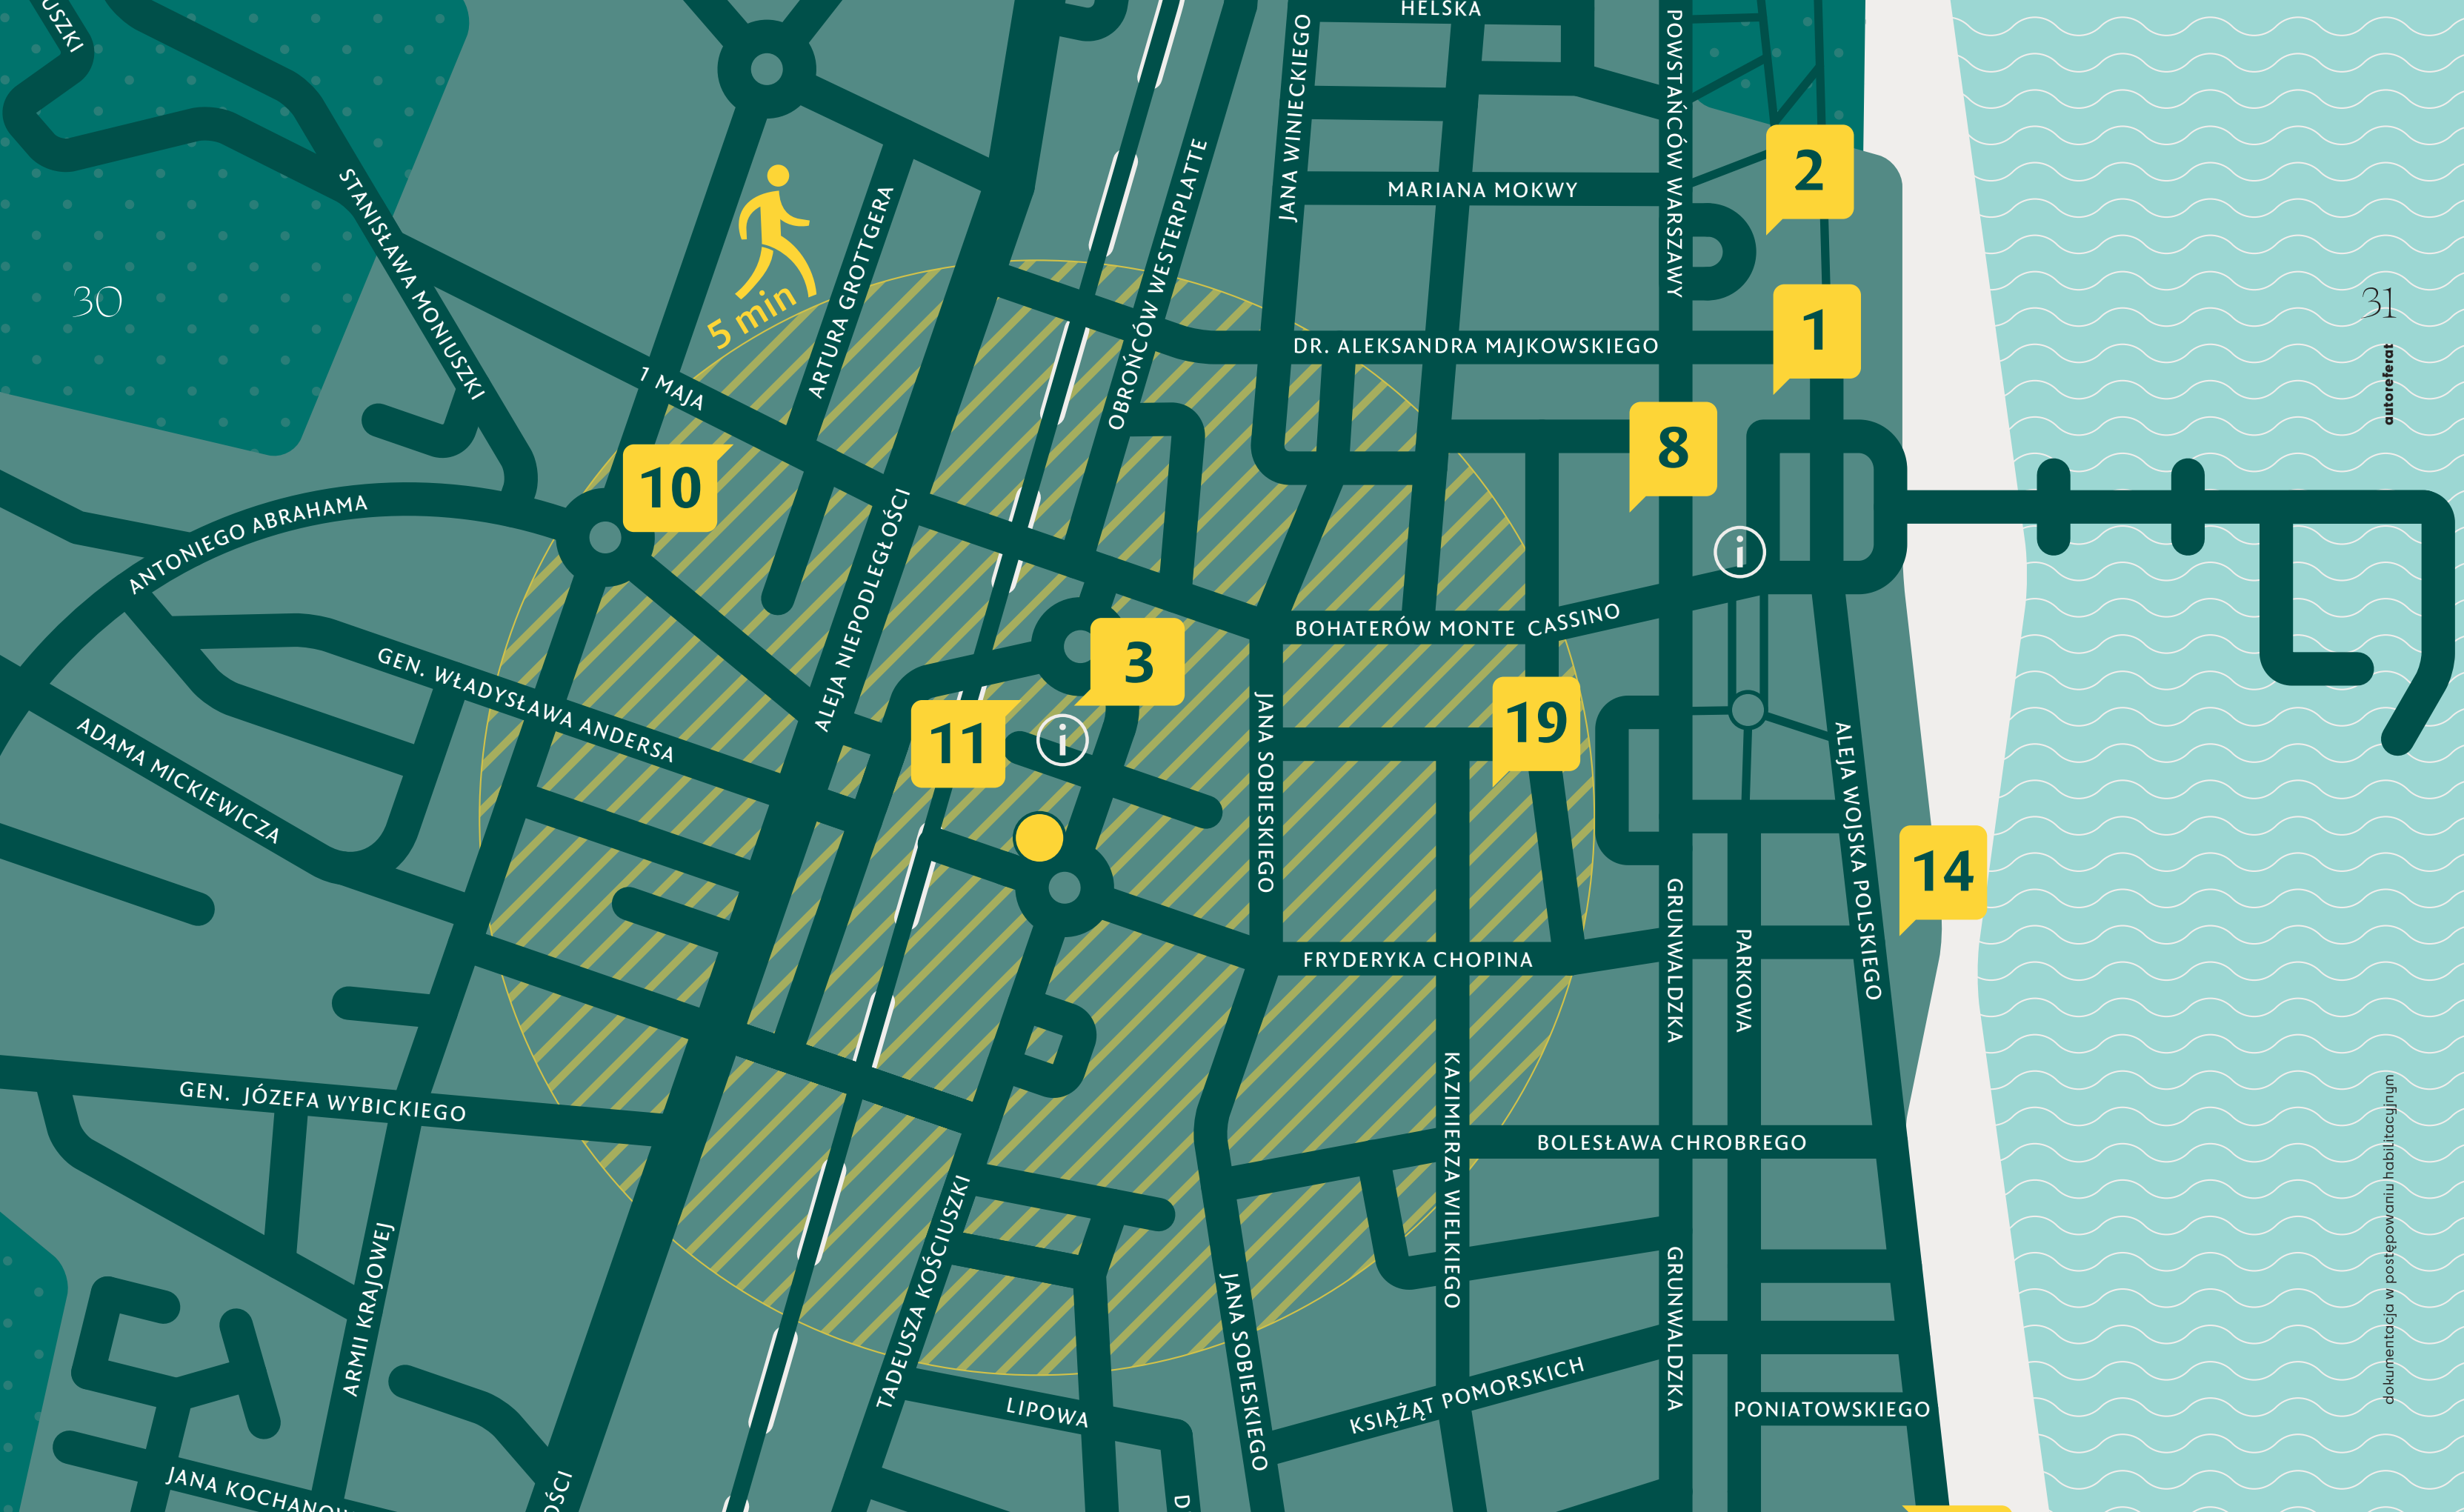 USZKI
HELSKA
JANA WINIECKIEGO
POWSTAŃCÓW WARSZAWY
MARIANA MOKWY
2
OBROŃCÓW WESTERPLATTE
STANISŁAWA MONIUSZKI
ARTURA GROTTGERA
30
31
5 min
1
DR. ALEKSANDRA MAJKOWSKIEGO
autoreferat
1 MAJA
8
10
ANTONIEGO ABRAHAMA
ALEJA NIEPODLEGŁOŚCI
i
BOHATERÓW MONTE CASSINO
3
GEN. WŁADYSŁAWA ANDERSA
11
i
19
JANA SOBIESKIEGO
ADAMA MICKIEWICZA
ALEJA WOJSKA POLSKIEGO
14
GRUNWALDZKA
PARKOWA
FRYDERYKA CHOPINA
GEN. JÓZEFA WYBICKIEGO
KAZIMIERZA WIELKIEGO
BOLESŁAWA CHROBREGO
dokumentacja w postępowaniu habilitacyjnym
TADEUSZA KOŚCIUSZKI
ARMII KRAJOWEJ
JANA SOBIESKIEGO
GRUNWALDZKA
KSIĄŻĄT POMORSKICH
LIPOWA
PONIATOWSKIEGO
JANA KOCHANOW
OŚCI
D